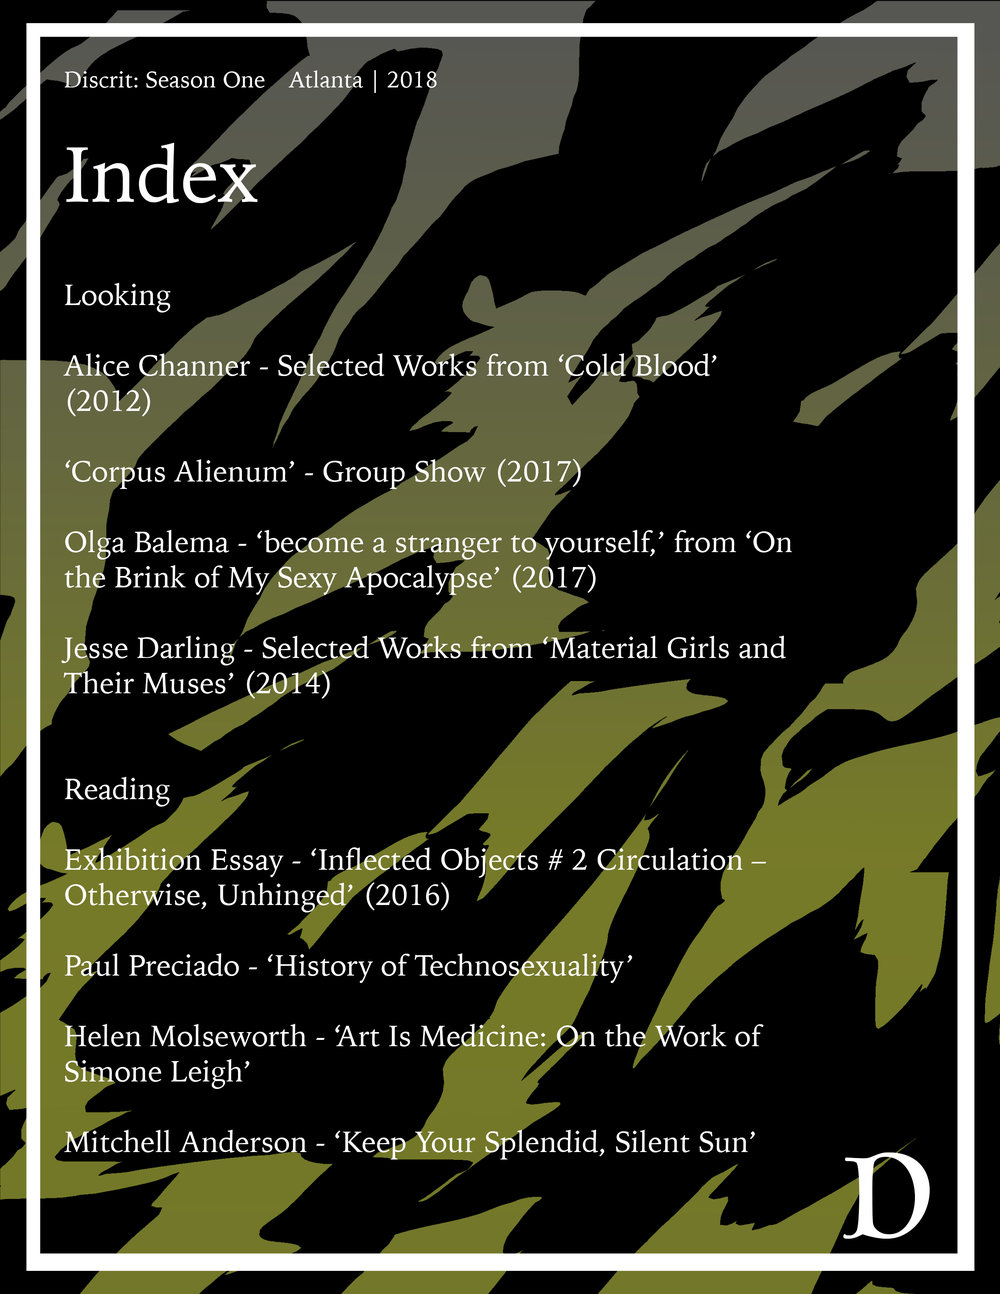 Discrit: Season One Atlanta | 2018
Index
Looking
Alice Channer - Selected Works from ‘Cold Blood’
(2012)
‘Corpus Alienum’ - Group Show (2017)
Olga Balema - ‘become a stranger to yourself,’ from ‘On
the Brink of My Sexy Apocalypse’ (2017)
Jesse Darling - Selected Works from ‘Material Girls and
Their Muses’ (2014)
Reading
Exhibition Essay - ‘Inflected Objects # 2 Circulation –
Otherwise, Unhinged’ (2016)
Paul Preciado - ‘History of Technosexuality’
Helen Molseworth - ‘Art Is Medicine: On the Work of
Simone Leigh’
Mitchell Anderson - ‘Keep Your Splendid, Silent Sun’
D